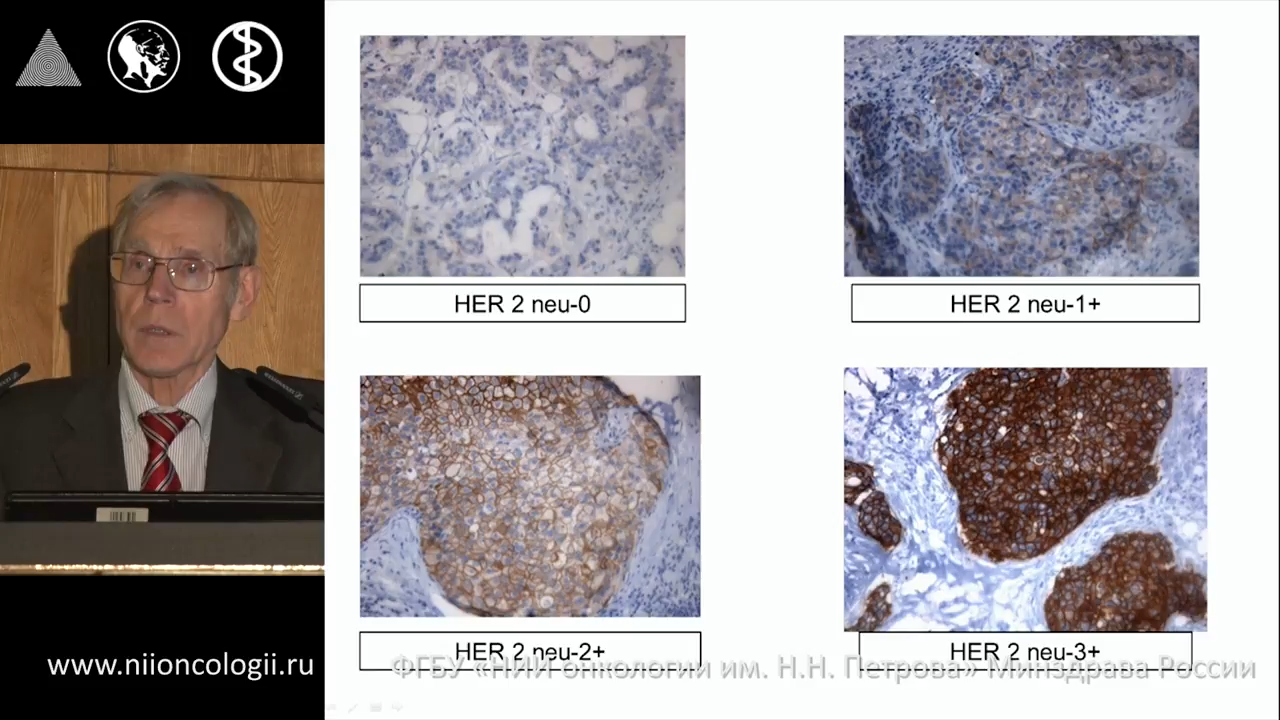 HER 2 neu-0
HER 2 neu-1+
HER 2 neu-2+
HER 2 neu-3+
www.niioncologii.ru
ФГБУ «НИИ онкологии им. Н.Н. Петрова» Минздрава России